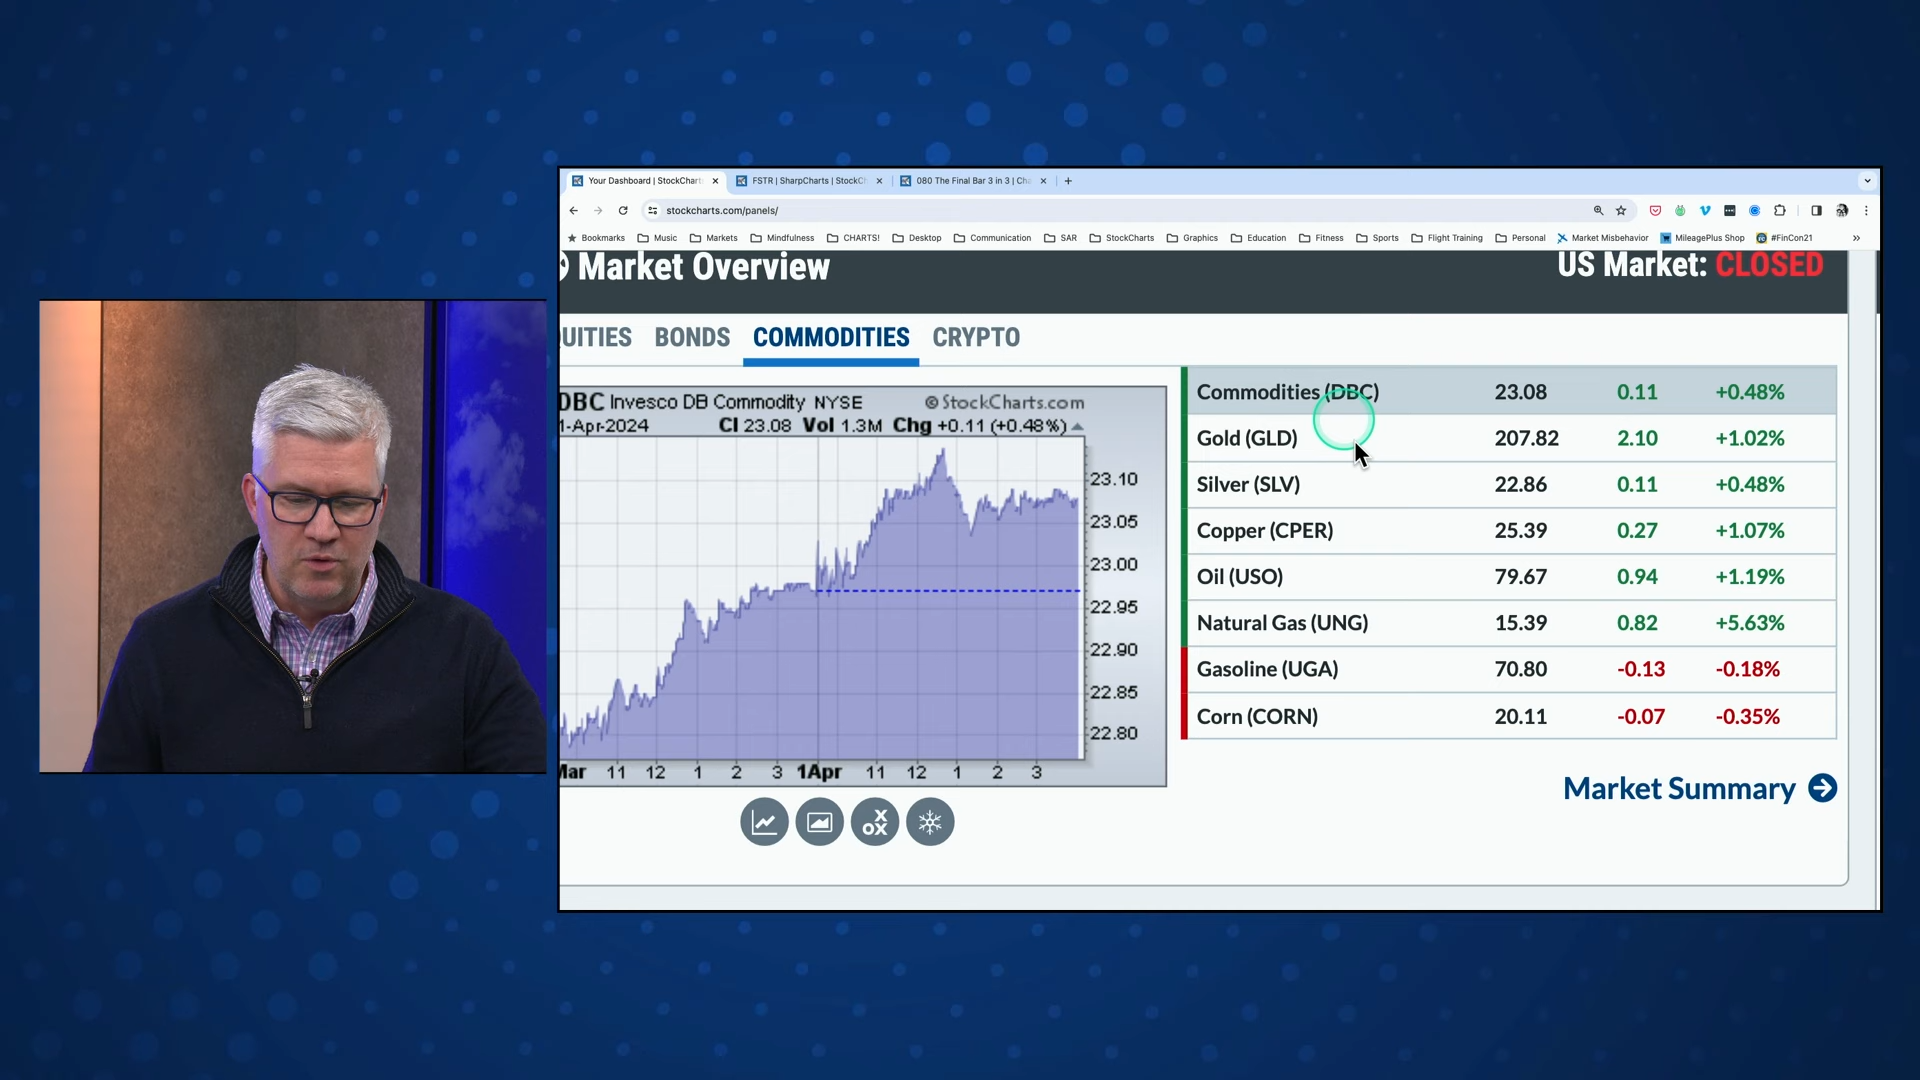 Your Dashboard | StockChart
FSTR | SharpCharts | StockCh
080 The Final Bar 3 in 3 | Cha
stockcharts.com/panels/
Bookmarks
Music
Markets
Mindfulness
CHARTS!
Desktop
Communication
SAR
StockCharts
Graphics
Education
Fitness
Sports
Flight Training
Personal
Market Misbehavior
MileagePlus Shop
#FinCon21
Market Overview
US Market: CLOSED
UITIES BONDS COMMODITIES CRYPTO
DBC Invesco DB Commodity NYSE © StockCharts.com
1-Apr-2024 Cl 23.08 Vol 1.3M Chg +0.11 (+0.48%)
23.10
23.05
23.00
22.95
22.90
22.85
22.80
Mar 11 12 1 2 3 1Apr 11 12 1 2 3
Commodities (DBC) 23.08 0.11 +0.48%
Gold (GLD) 207.82 2.10 +1.02%
Silver (SLV) 22.86 0.11 +0.48%
Copper (CPER) 25.39 0.27 +1.07%
Oil (USO) 79.67 0.94 +1.19%
Natural Gas (UNG) 15.39 0.82 +5.63%
Gasoline (UGA) 70.80 -0.13 -0.18%
Corn (CORN) 20.11 -0.07 -0.35%
Market Summary